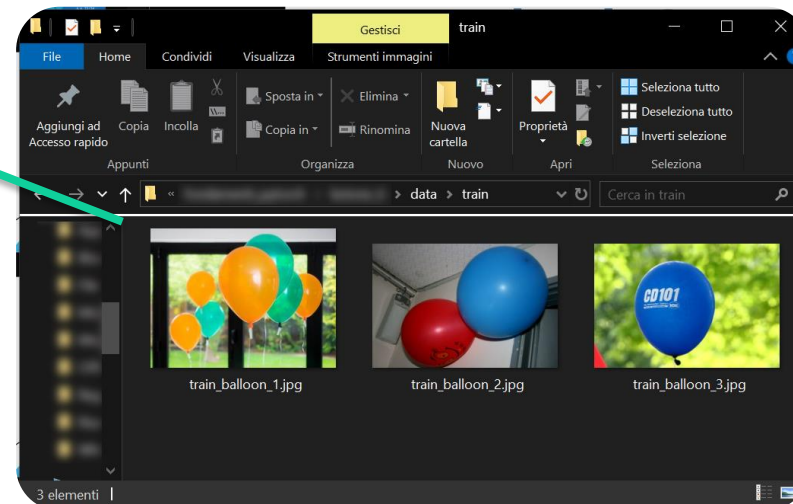 Gestisci
train
File
Home
Condividi
Visualizza
Strumenti immagini
Aggiungi ad
Accesso rapido
Copia
Incolla
Sposta in
Copia in
Elimina
Rinomina
Nuova
cartella
Proprietà
Seleziona tutto
Deseleziona tutto
Inverti selezione
Appunti
Organizza
Nuovo
Apri
Seleziona
« > data > train
Cerca in train
CD101
train_balloon_1.jpg
train_balloon_2.jpg
train_balloon_3.jpg
3 elementi